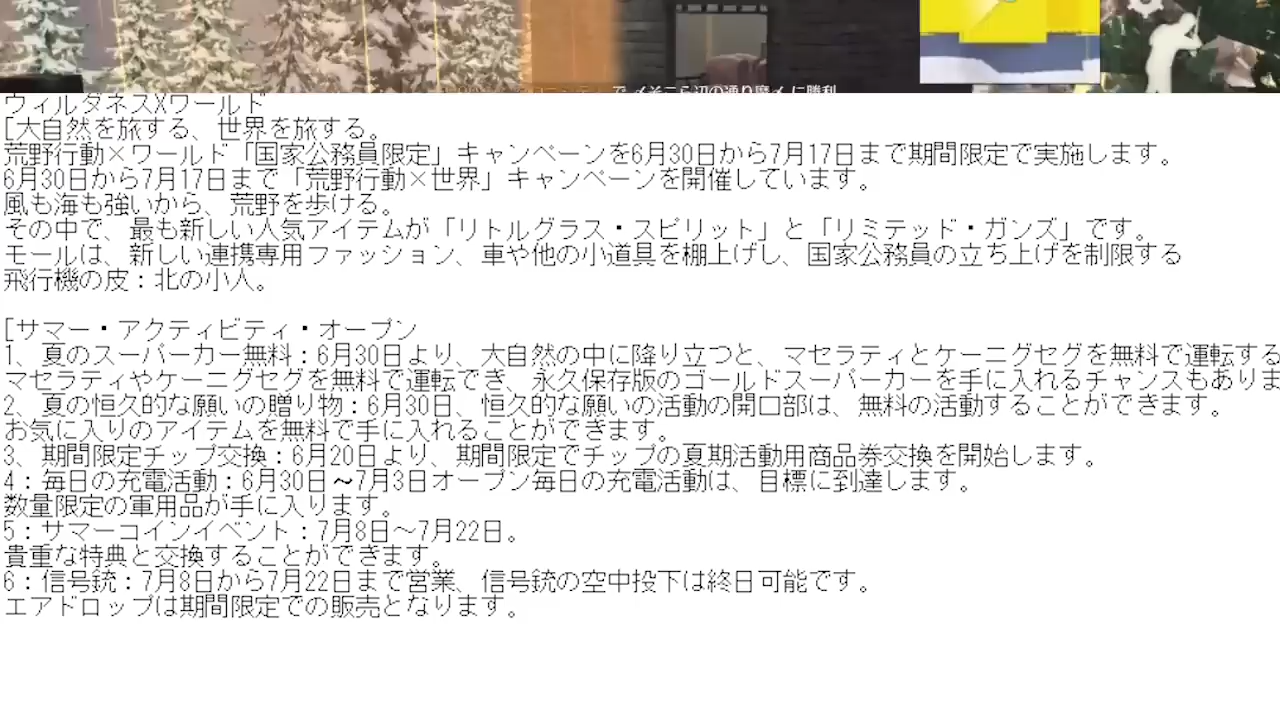 で〆そこら辺の通り魔〆に勝利
ウィルダネスXワールド
[大自然を旅する、世界を旅する。
荒野行動×ワールド「国家公務員限定」キャンペーンを6月30日から7月17日まで期間限定で実施します。
6月30日から7月17日まで「荒野行動×世界」キャンペーンを開催しています。
風も海も強いから、荒野を歩ける。
その中で、最も新しい人気アイテムが「リトルグラス・スピリット」と「リミテッド・ガンズ」です。
モールは、新しい連携専用ファッション、車や他の小道具を棚上げし、国家公務員の立ち上げを制限する
飛行機の皮：北の小人。
[サマー・アクティビティ・オープン
1、夏のスーパーカー無料：6月30日より、大自然の中に降り立つと、マセラティとケーニグセグを無料で運転する
マセラティやケーニグセグを無料で運転でき、永久保存版のゴールドスーパーカーを手に入れるチャンスもありま
2、夏の恒久的な願いの贈り物：6月30日、恒久的な願いの活動の開口部は、無料の活動することができます。
お気に入りのアイテムを無料で手に入れることができます。
3、期間限定チップ交換：6月20日より、期間限定でチップの夏期活動用商品券交換を開始します。
4：毎日の充電活動：6月30日～7月3日オープン毎日の充電活動は、目標に到達します。
数量限定の軍用品が手に入ります。
5：サマーコインイベント：7月8日～7月22日。
貴重な特典と交換することができます。
6：信号銃：7月8日から7月22日まで営業、信号銃の空中投下は終日可能です。
エアドロップは期間限定での販売となります。